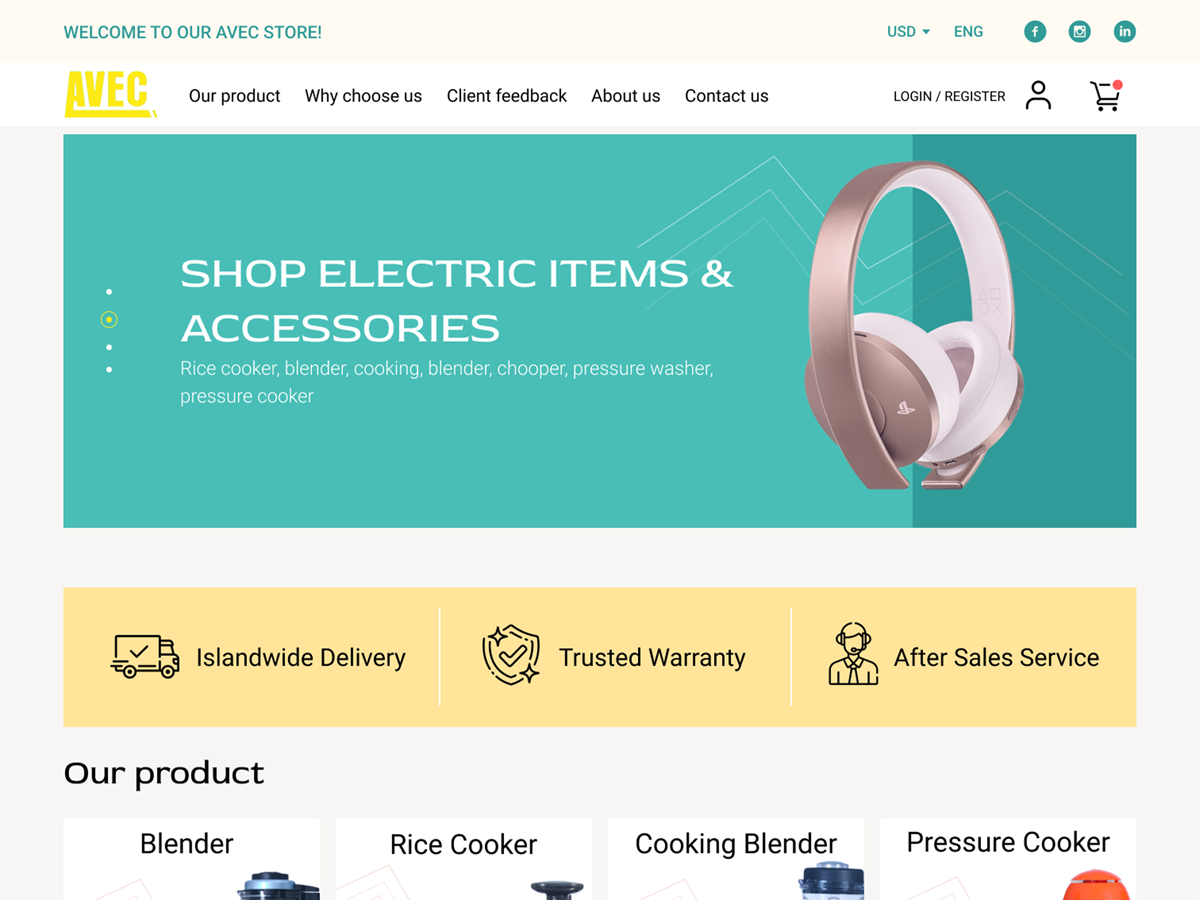 WELCOME TO OUR AVEC STORE!
USD
ENG
f
in
AVEC
Our product
Why choose us
Client feedback
About us
Contact us
LOGIN / REGISTER
SHOP ELECTRIC ITEMS &
ACCESSORIES
Rice cooker, blender, cooking, blender, chooper, pressure washer,
pressure cooker
Islandwide Delivery
Trusted Warranty
After Sales Service
Our product
Blender
Rice Cooker
Cooking Blender
Pressure Cooker